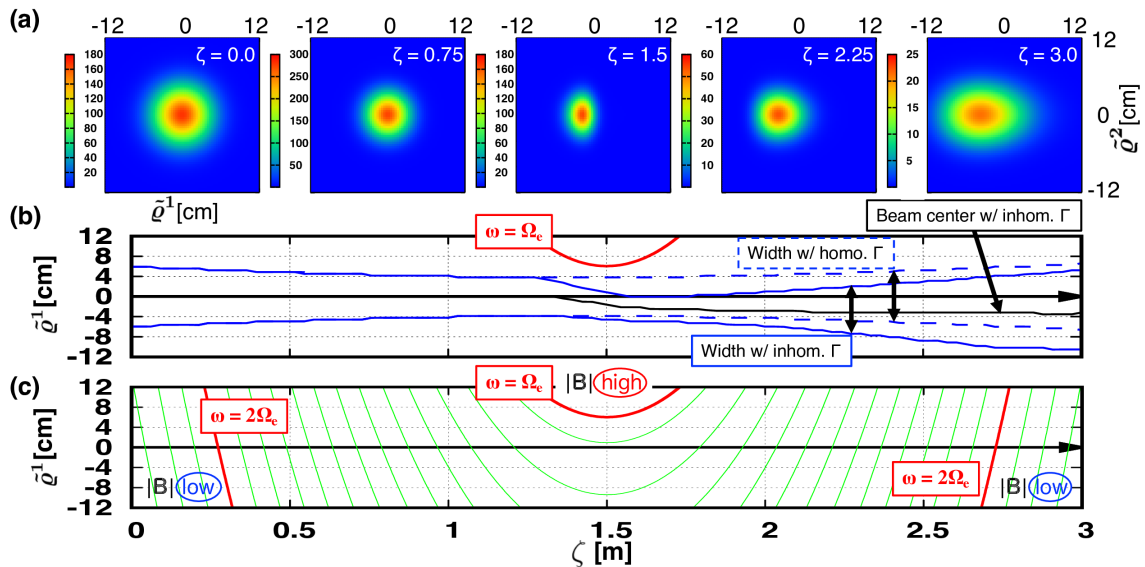 (a)
-12 0 12 -12 0 12 -12 0 12 -12 0 12 -12 0 12
180 160 140 120 100 80 60 40 20
ζ = 0.0
300 250 200 150 100 50
ζ = 0.75
180 160 140 120 100 80 60 40 20
ζ = 1.5
60 50 40 30 20 10
ζ = 2.25
25 20 15 10 5
ζ = 3.0
12
0
-12
ϱ̃² [cm]
ϱ̃¹ [cm]
(b)
Beam center w/ inhom. Γ
ω = Ωe
Width w/ homo. Γ
Width w/ inhom. Γ
12
8
4
0
-4
-8
-12
ϱ̃¹ [cm]
(c)
ω = Ωe
|B| high
ω = 2Ωe
ω = 2Ωe
|B| low
|B| low
12
8
4
0
-4
-8
-12
ϱ̃¹ [cm]
0 0.5 1 1.5 2 2.5 3
ζ [m]